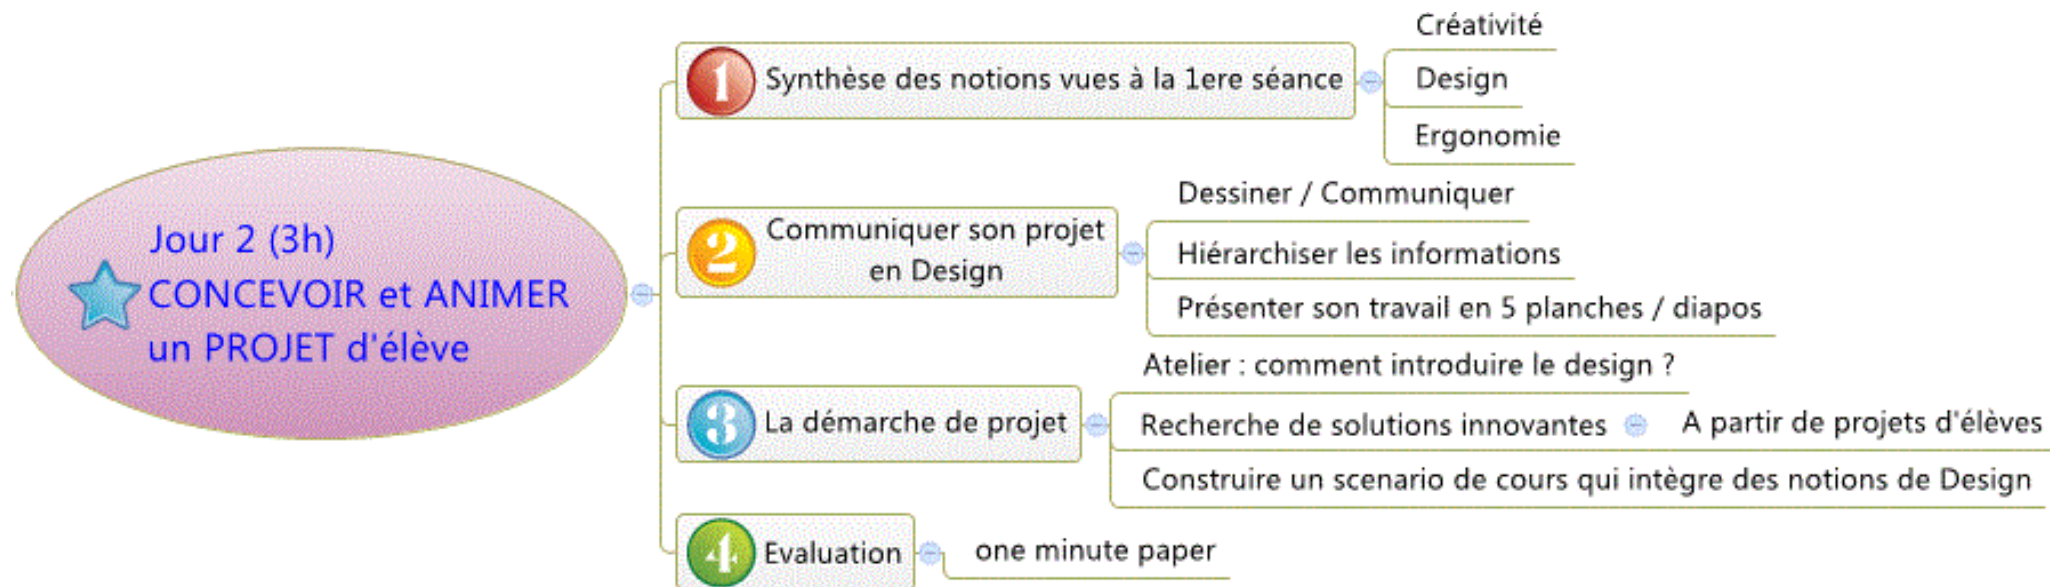 Jour 2 (3h)
CONCEVOIR et ANIMER
un PROJET d'élève
1 Synthèse des notions vues à la 1ere séance
Créativité
Design
Ergonomie
2 Communiquer son projet
en Design
Dessiner / Communiquer
Hiérarchiser les informations
Présenter son travail en 5 planches / diapos
3 La démarche de projet
Atelier : comment introduire le design ?
Recherche de solutions innovantes
A partir de projets d'élèves
Construire un scenario de cours qui intègre des notions de Design
4 Evaluation
one minute paper